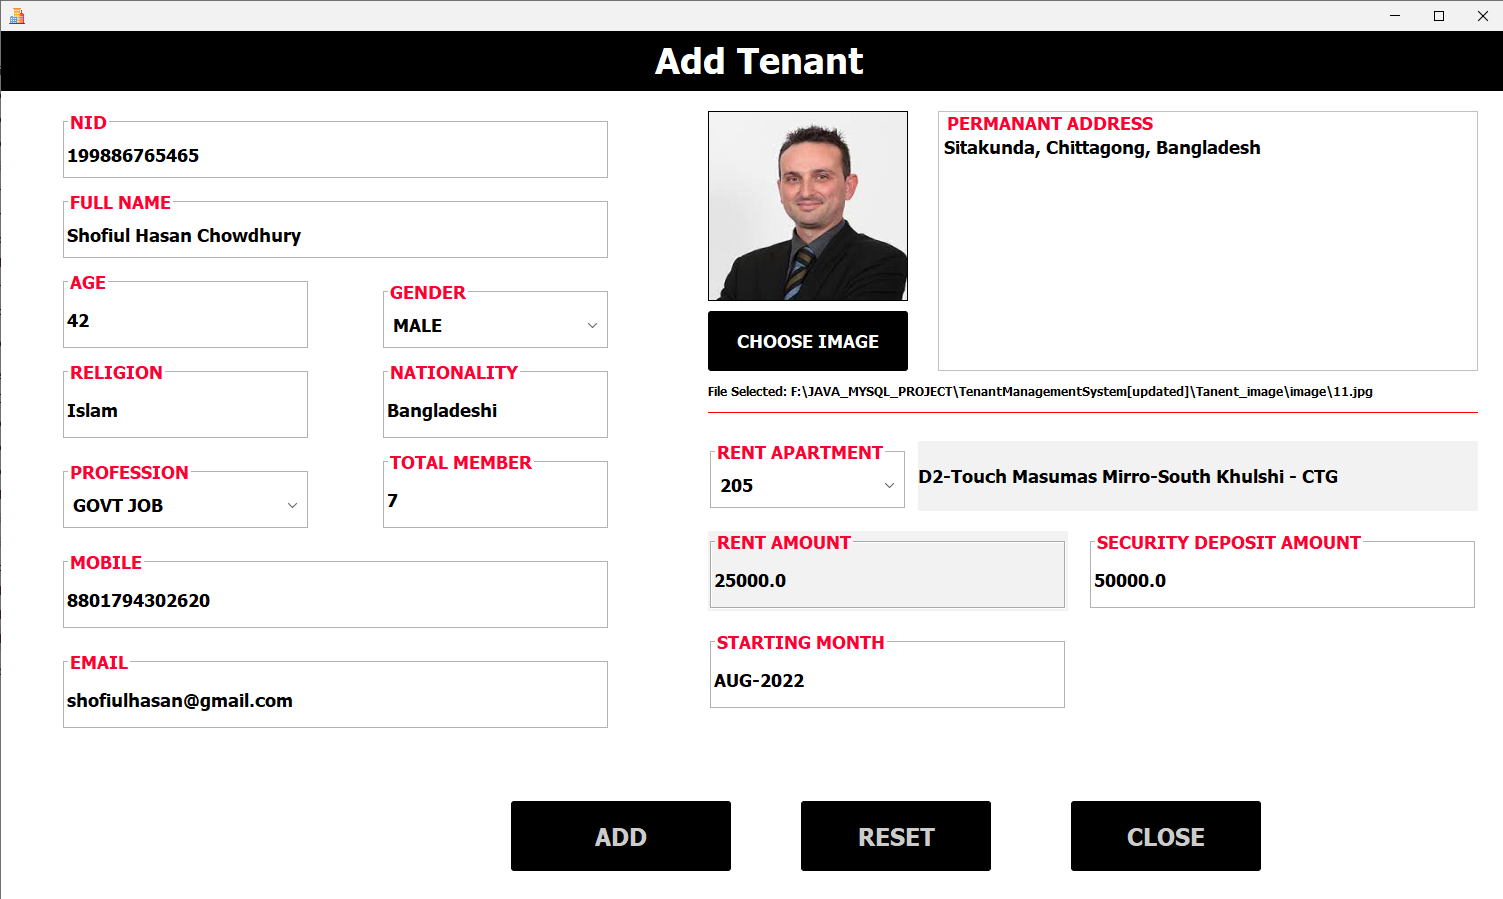 Add Tenant
NID
199886765465
FULL NAME
Shofiul Hasan Chowdhury
AGE
42
GENDER
MALE
RELIGION
Islam
NATIONALITY
Bangladeshi
PROFESSION
GOVT JOB
TOTAL MEMBER
7
MOBILE
8801794302620
EMAIL
shofiulhasan@gmail.com
CHOOSE IMAGE
PERMANANT ADDRESS
Sitakunda, Chittagong, Bangladesh
File Selected: F:\JAVA_MYSQL_PROJECT\TenantManagementSystem[updated]\Tanent_image\image\11.jpg
RENT APARTMENT
205
D2-Touch Masumas Mirro-South Khulshi - CTG
RENT AMOUNT
25000.0
SECURITY DEPOSIT AMOUNT
50000.0
STARTING MONTH
AUG-2022
ADD
RESET
CLOSE